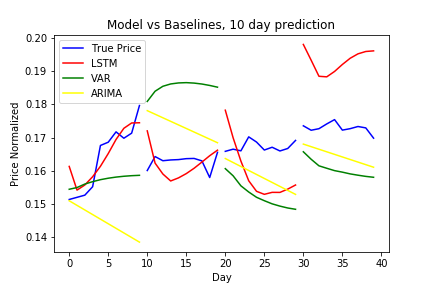 Model vs Baselines, 10 day prediction
0.20
0.19
0.18
0.17
0.16
0.15
0.14
Price Normalized
True Price
LSTM
VAR
ARIMA
0 5 10 15 20 25 30 35 40
Day